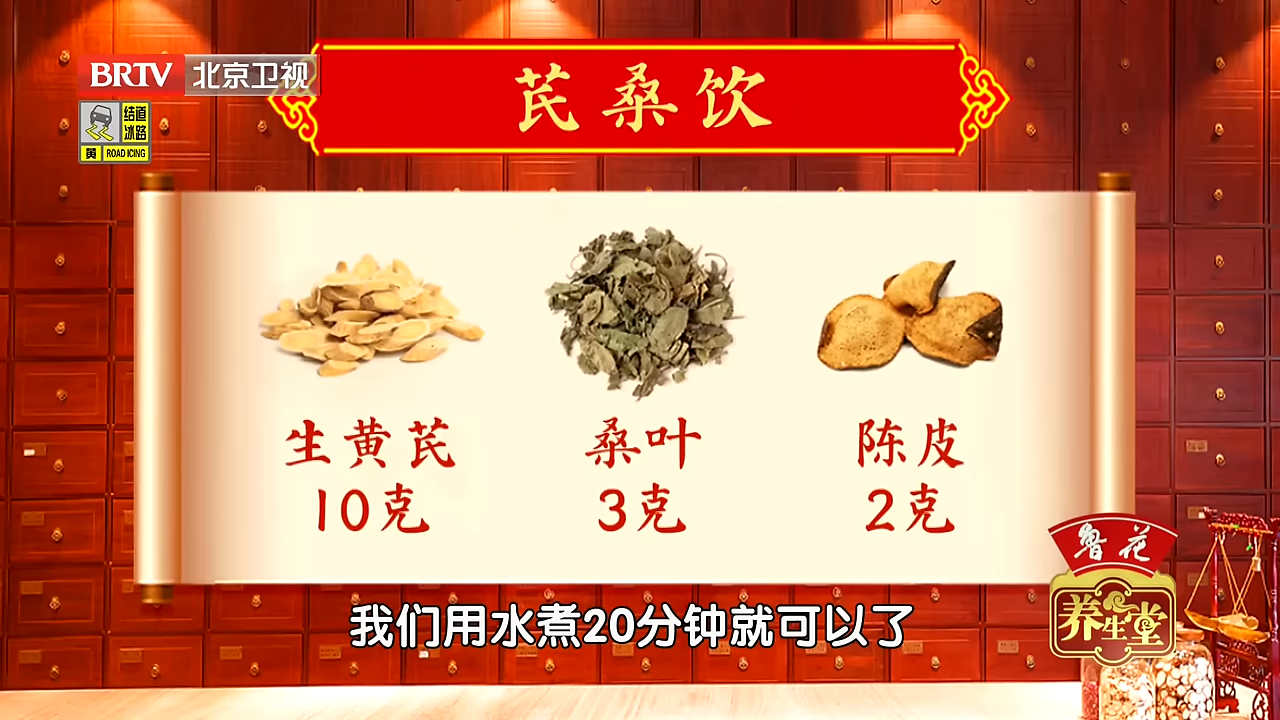 BRTV 北京卫视
芪桑饮
结道
冰路
黄 ROAD ICING
生黄芪
10克
桑叶
3克
陈皮
2克
鲁花
养生堂
我们用水煮20分钟就可以了